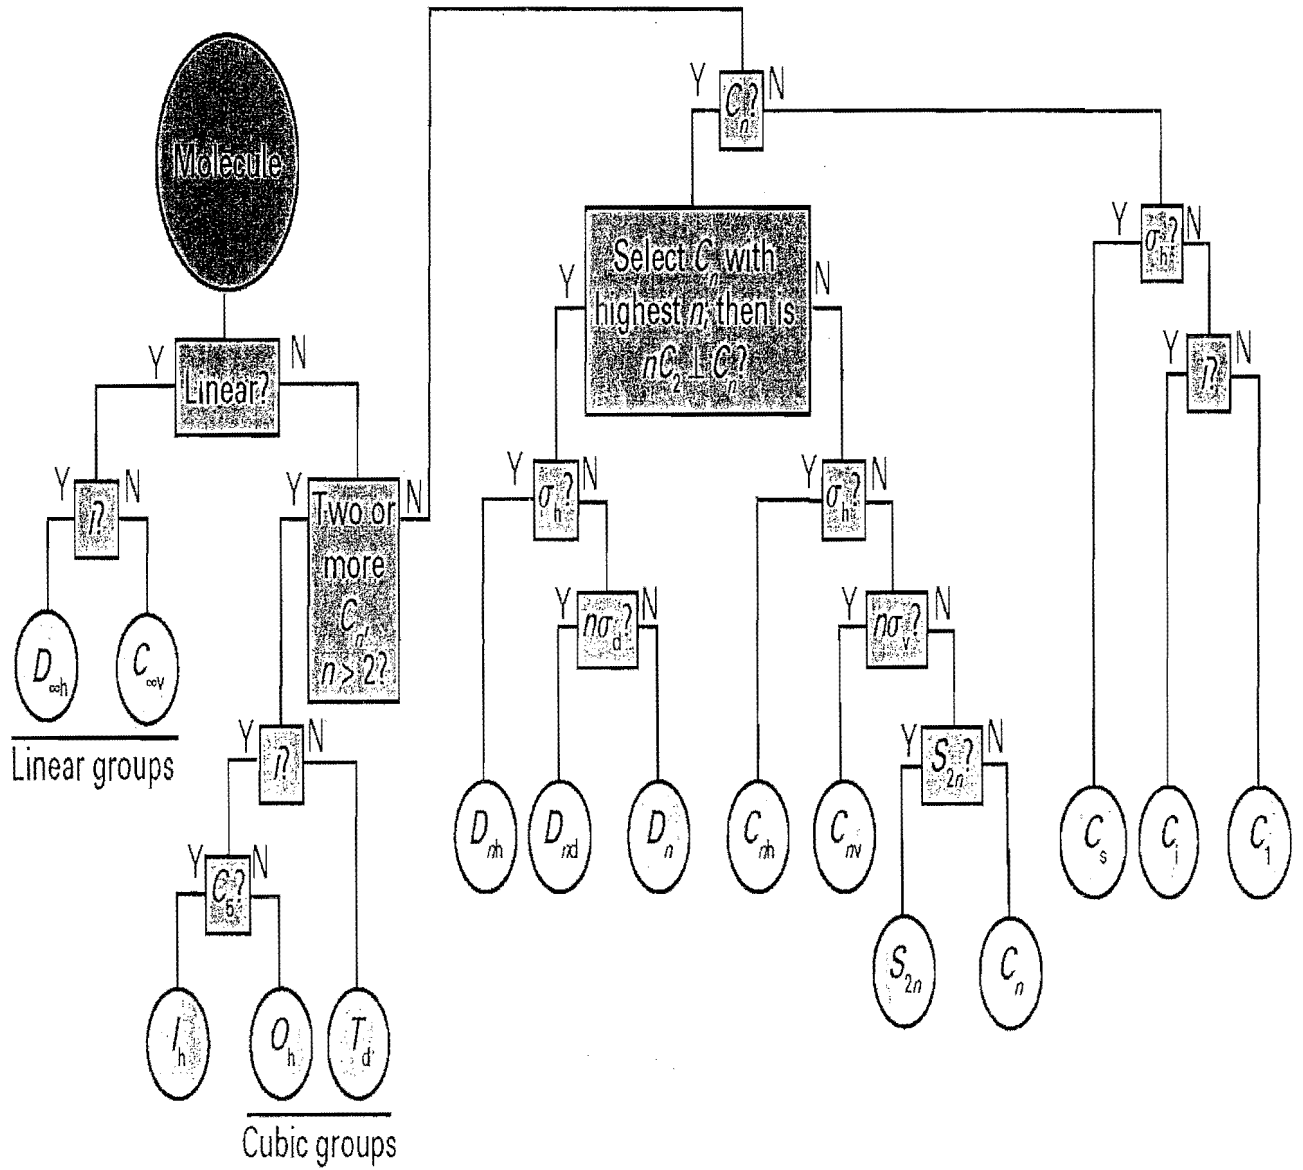 Molecule
Y
N
Linear?
Y
N
i?
D∞h
C∞v
Linear groups
Y
N
Two or
more
Cn,
n > 2?
Y
N
i?
Y
N
C5?
Ih
Oh
Td
Cubic groups
Y
N
Cn?
Y
N
Select Cn with
highest n; then is
nC2 ⊥ Cn?
Y
N
σh?
Y
N
nσd?
Dnh
Dnd
Dn
Y
N
σh?
Y
N
nσv?
Y
N
S2n?
Cnh
Cnv
S2n
Cn
Y
N
σh?
Y
N
i?
Cs
Ci
C1